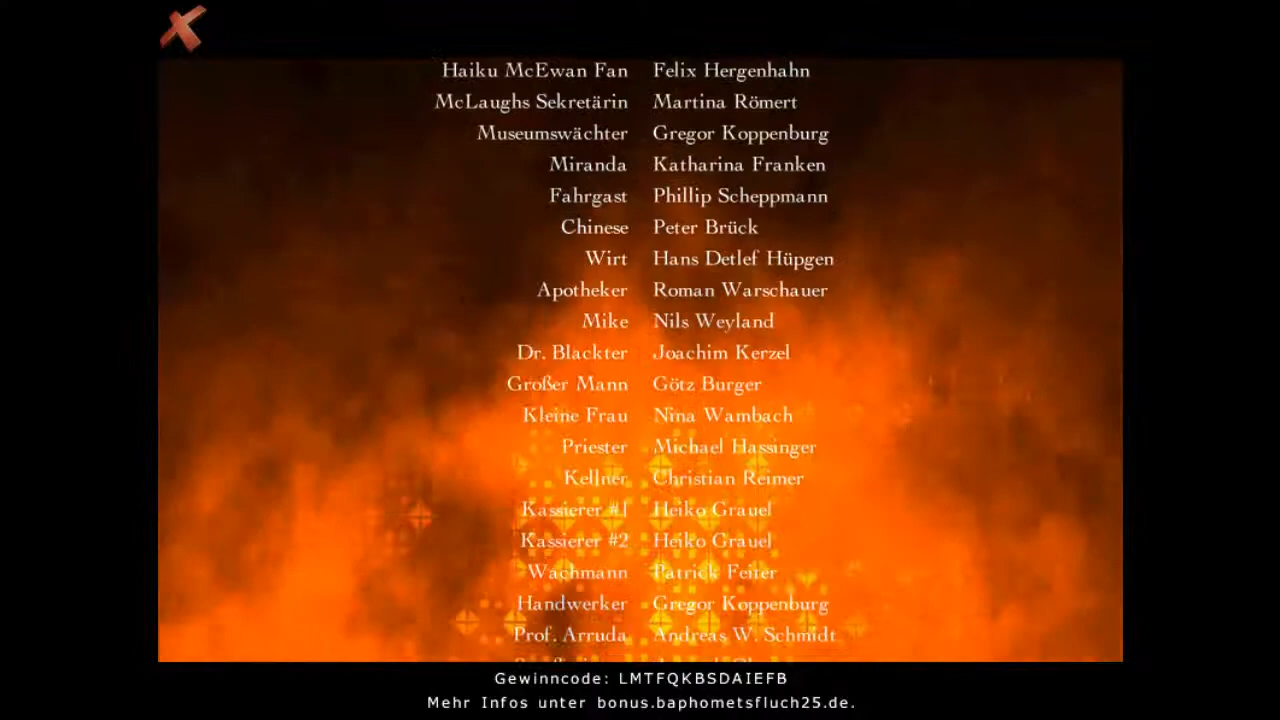 Haiku McEwan Fan Felix Hergenhahn
McLaughs Sekretärin Martina Römert
Museumswächter Gregor Koppenburg
Miranda Katharina Franken
Fahrgast Phillip Scheppmann
Chinese Peter Brück
Wirt Hans Detlef Hüpgen
Apotheker Roman Warschauer
Mike Nils Weyland
Dr. Blackter Joachim Kerzel
Großer Mann Götz Burger
Kleine Frau Nina Wambach
Priester Michael Hassinger
Kellner Christian Reimer
Kassierer #1 Heiko Grauel
Kassierer #2 Heiko Grauel
Wachmann Patrick Feiter
Handwerker Gregor Koppenburg
Prof. Arruda Andreas W. Schmidt
Gewinncode: LMTFQKBSDAIEFB
Mehr Infos unter bonus.baphometsfluch25.de.